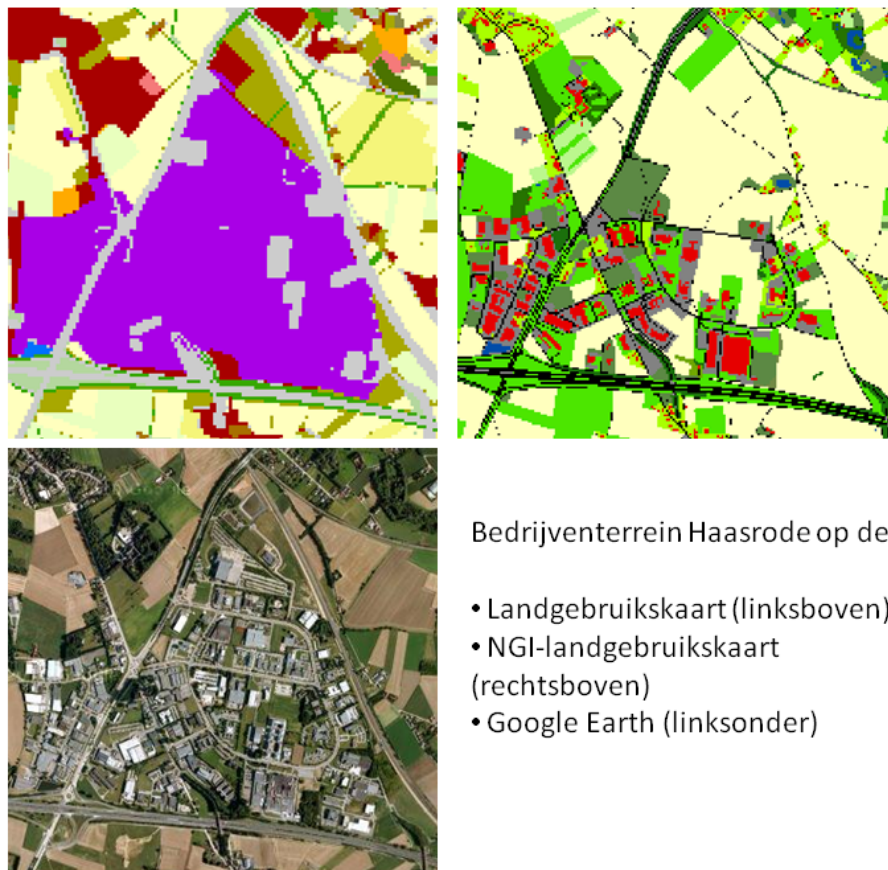 Bedrijventerrein Haasrode op de
• Landgebruikskaart (linksboven)
• NGI-landgebruikskaart
(rechtsboven)
• Google Earth (linksonder)